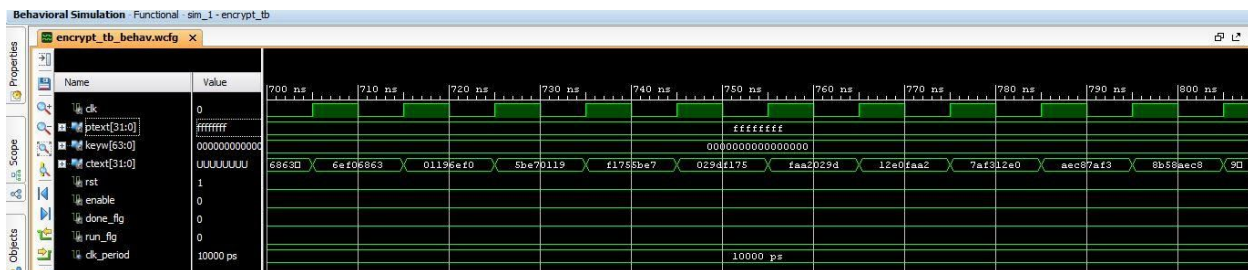 Behavioral Simulation - Functional - sim_1 - encrypt_tb
encrypt_tb_behav.wcfg
Properties
Scope
Objects
Name Value
700 ns 710 ns 720 ns 730 ns 740 ns 750 ns 760 ns 770 ns 780 ns 790 ns 800 ns
clk 0
ptext[31:0] ffffffff ffffffff
keyw[63:0] 000000000000 0000000000000000
ctext[31:0] UUUUUUUU 6863 6ef06863 01196ef0 5be70119 f1755be7 029df175 faa2029d 12e0faa2 7af312e0 aec87af3 8b58aec8 90
rst 1
enable 0
done_flg 0
run_flg 0
clk_period 10000 ps 10000 ps